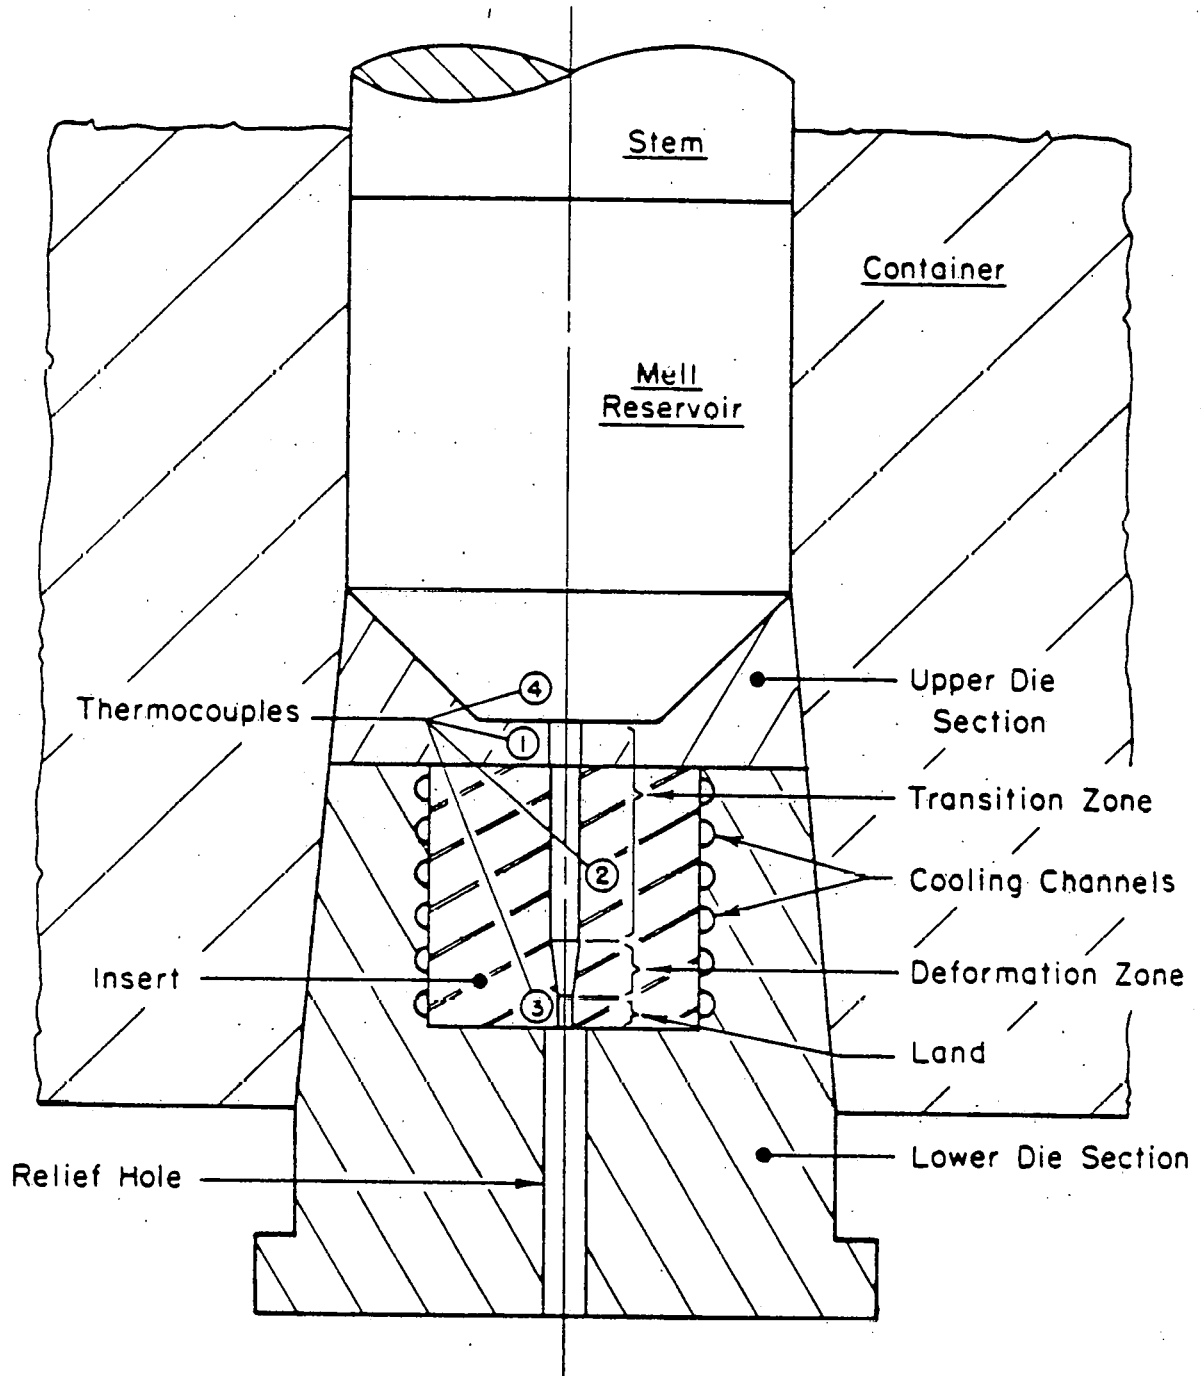 Stem
Container
Mell
Reservoir
4
Thermocouples
1
Upper Die
Section
Transition Zone
2
Cooling Channels
Insert
3
Deformation Zone
Land
Relief Hole
Lower Die Section